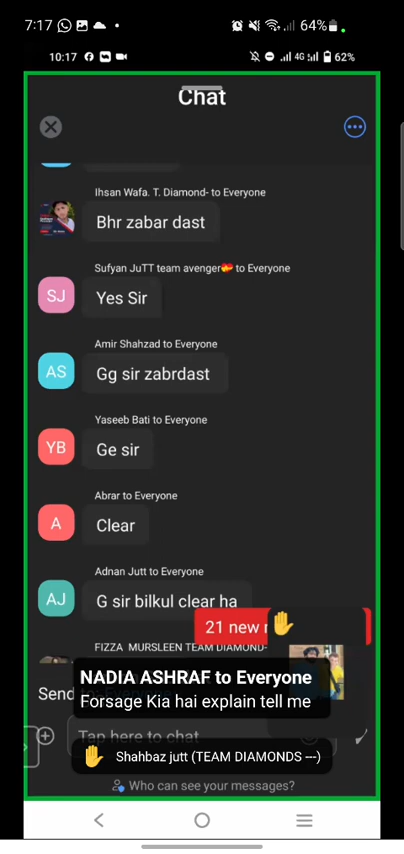 7:17
64%
10:17
4G
62%
Chat
Ihsan Wafa. T. Diamond- to Everyone
Bhr zabar dast
Sufyan JuTT team avenger to Everyone
SJ
Yes Sir
Amir Shahzad to Everyone
AS
Gg sir zabrdast
Yaseeb Bati to Everyone
YB
Ge sir
Abrar to Everyone
A
Clear
Adnan Jutt to Everyone
AJ
G sir bilkul clear ha
21 new
FIZZA MURSLEEN TEAM DIAMOND-
NADIA ASHRAF to Everyone
Send to: Everyone
Forsage Kia hai explain tell me
Tap here to chat
Shahbaz jutt (TEAM DIAMONDS ---)
Who can see your messages?